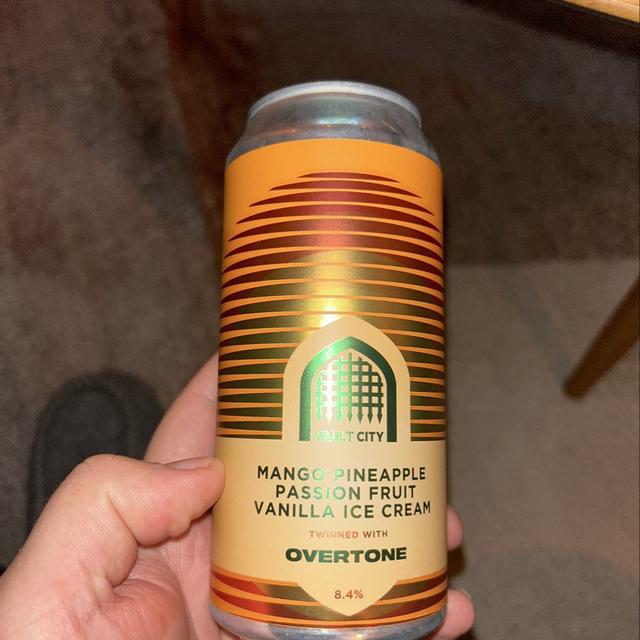 VAULT CITY
MANGO PINEAPPLE
PASSION FRUIT
VANILLA ICE CREAM
TWINNED WITH
OVERTONE
8.4%